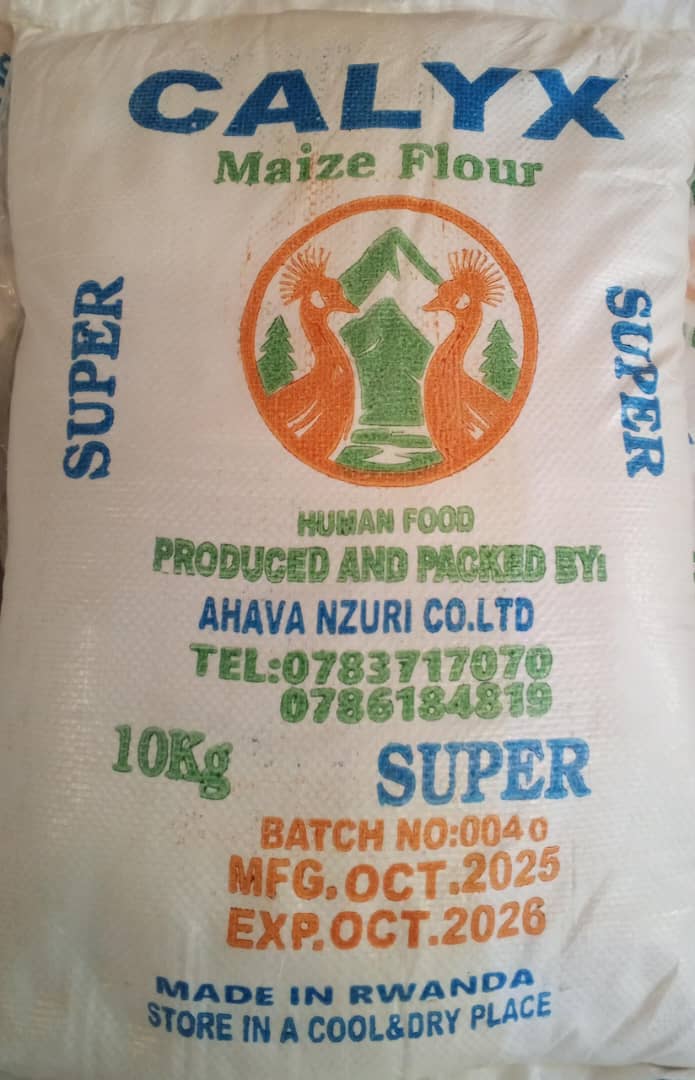 CALYX
Maize Flour
SUPER
SUPER
HUMAN FOOD
PRODUCED AND PACKED BY:
AHAVA NZURI CO.LTD
TEL:0783717070
0786184819
10Kg
SUPER
BATCH NO:0040
MFG.OCT.2025
EXP.OCT.2026
MADE IN RWANDA
STORE IN A COOL&DRY PLACE